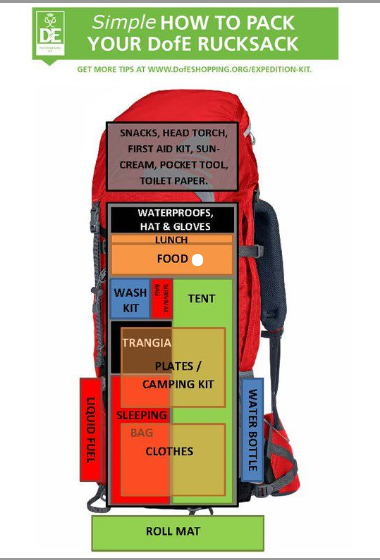 Simple HOW TO PACK
YOUR DofE RUCKSACK
DE
GET MORE TIPS AT WWW.DofESHOPPING.ORG/EXPEDITION-KIT.
SNACKS, HEAD TORCH,
FIRST AID KIT, SUN-
CREAM, POCKET TOOL,
TOILET PAPER.
WATERPROOFS,
HAT & GLOVES
LUNCH
FOOD
WASH
KIT
TENT
TRANGIA
PLATES /
CAMPING KIT
SLEEPING
BAG
CLOTHES
LIQUID FUEL
WATER BOTTLE
ROLL MAT